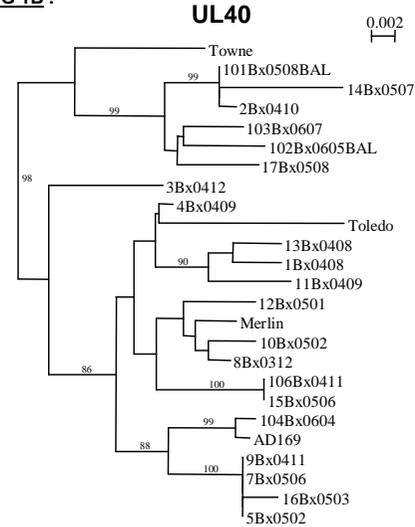 UL40
0.002
Towne
101Bx0508BAL
99
14Bx0507
2Bx0410
99
103Bx0607
102Bx0605BAL
17Bx0508
98
3Bx0412
4Bx0409
Toledo
13Bx0408
90
1Bx0408
11Bx0409
12Bx0501
Merlin
10Bx0502
8Bx0312
86
100
106Bx0411
15Bx0506
104Bx0604
99
AD169
88
9Bx0411
100
7Bx0506
16Bx0503
5Bx0502